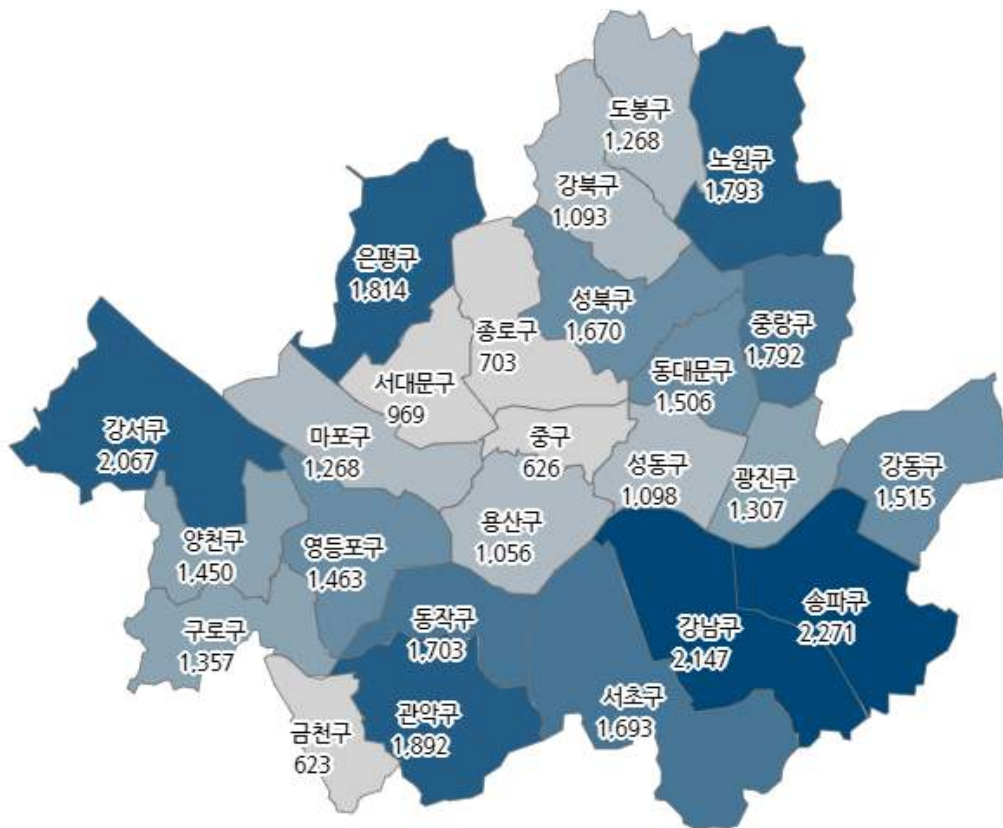 도봉구
1,268
노원구
1,793
강북구
1,093
은평구
1,814
성북구
1,670
종로구
703
중랑구
1,792
동대문구
1,506
서대문구
969
강서구
2,067
마포구
1,268
중구
626
성동구
1,098
광진구
1,307
강동구
1,515
양천구
1,450
영등포구
1,463
용산구
1,056
구로구
1,357
동작구
1,703
강남구
2,147
송파구
2,271
서초구
1,693
관악구
1,892
금천구
623